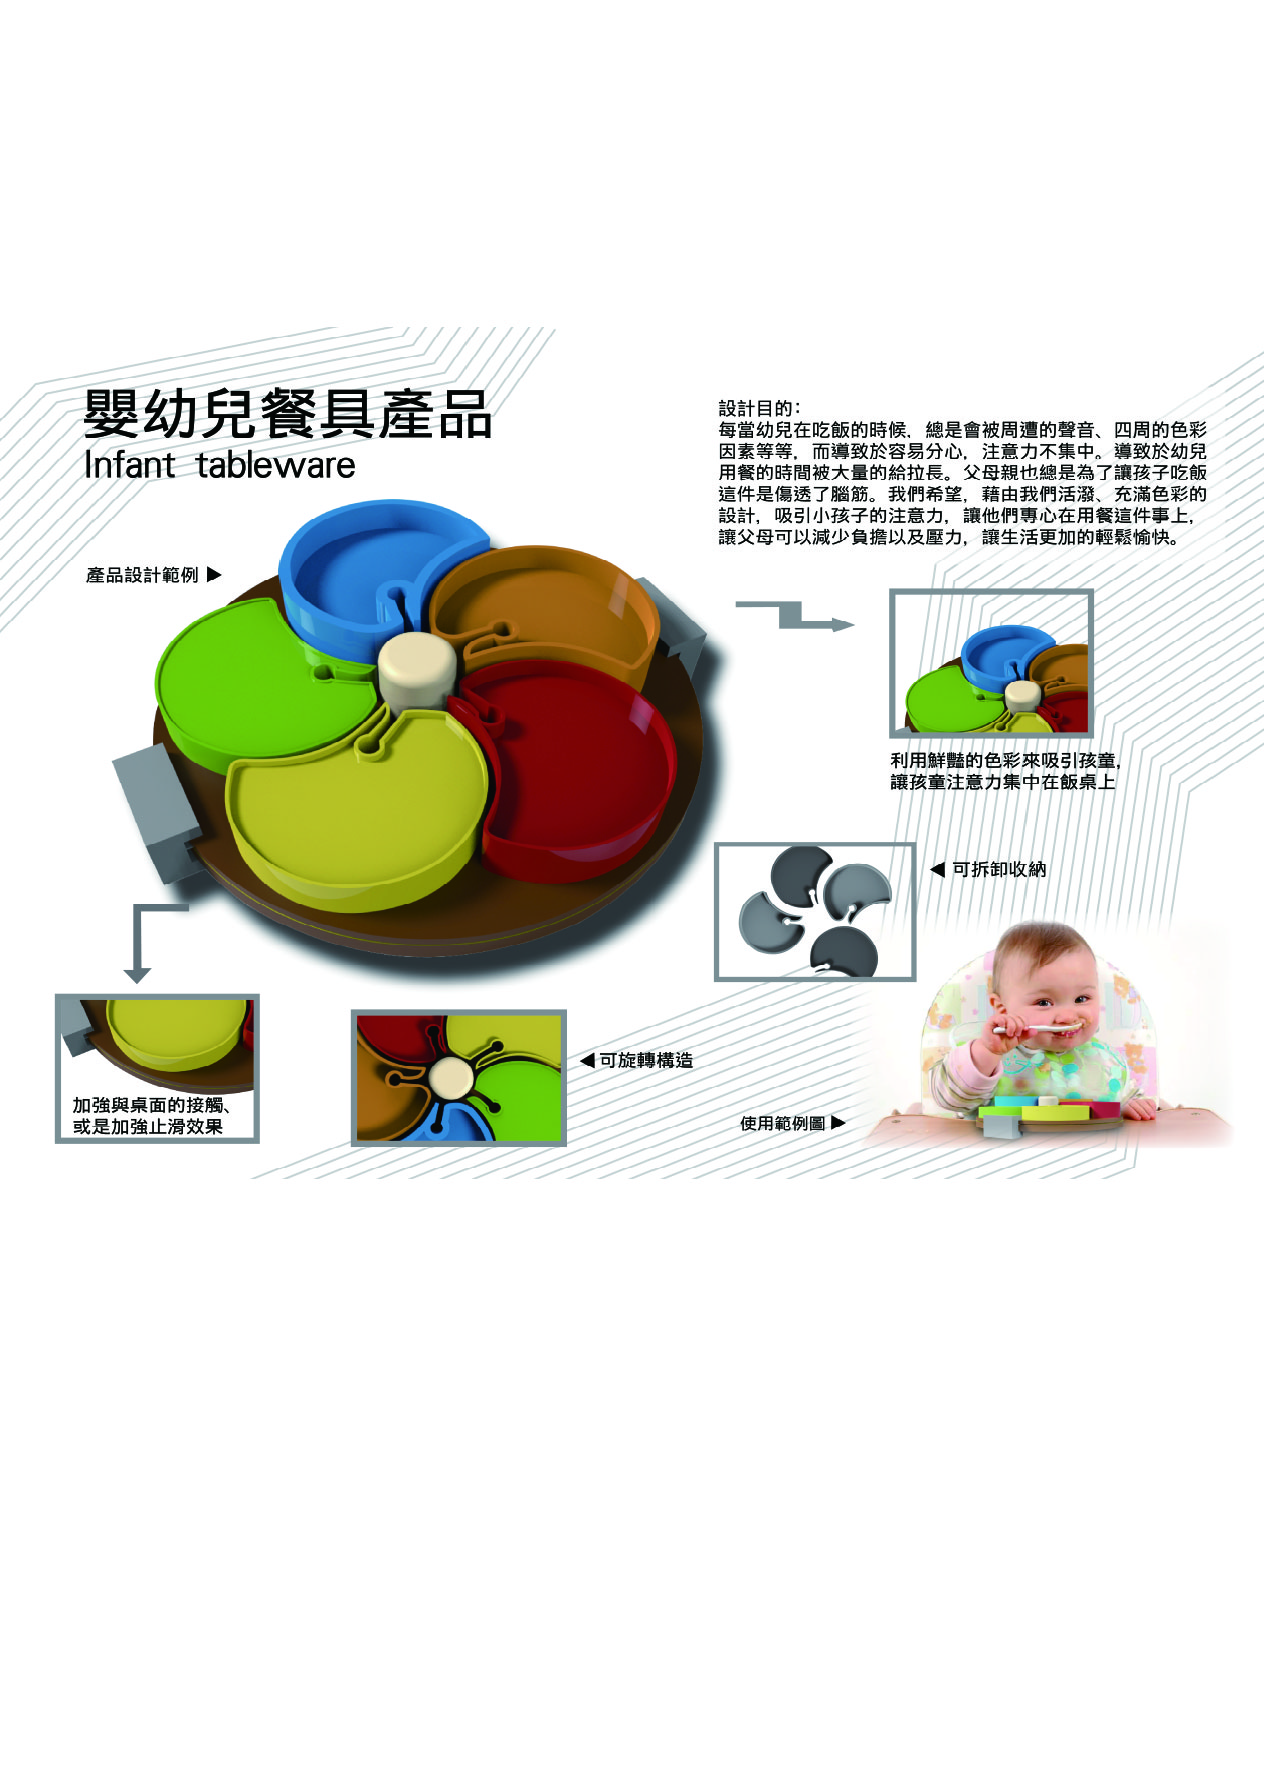 嬰幼兒餐具產品
Infant tableware
設計目的：
每當幼兒在吃飯的時候，總是會被周遭的聲音、四周的色彩
因素等等，而導致於容易分心，注意力不集中。導致於幼兒
用餐的時間被大量的給拉長。父母親也總是為了讓孩子吃飯
這件是傷透了腦筋。我們希望，藉由我們活潑、充滿色彩的
設計，吸引小孩子的注意力，讓他們專心在用餐這件事上，
讓父母可以減少負擔以及壓力，讓生活更加的輕鬆愉快。
產品設計範例 ▶
利用鮮豔的色彩來吸引孩童，
讓孩童注意力集中在飯桌上
◀ 可拆卸收納
加強與桌面的接觸、
或是加強止滑效果
◀ 可旋轉構造
使用範例圖 ▶